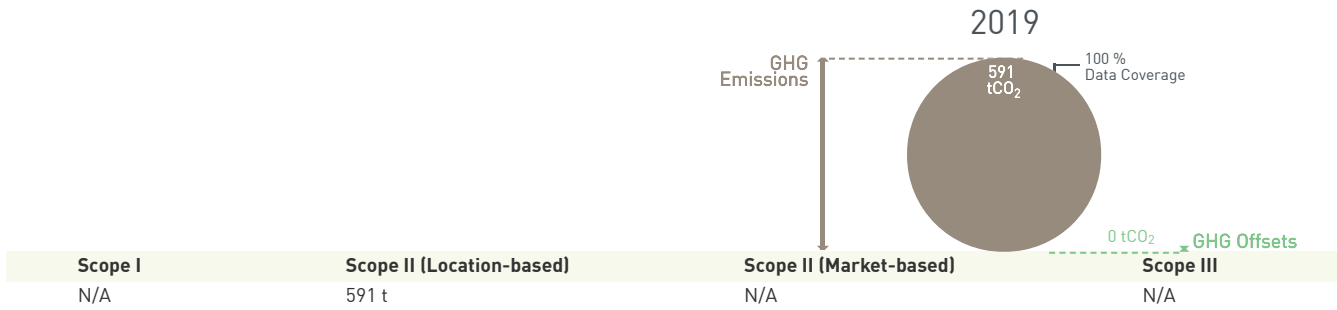 2019
GHG
Emissions
591
tCO₂
100 %
Data Coverage
0 tCO₂
GHG Offsets
Scope I Scope II (Location-based) Scope II (Market-based) Scope III
N/A 591 t N/A N/A